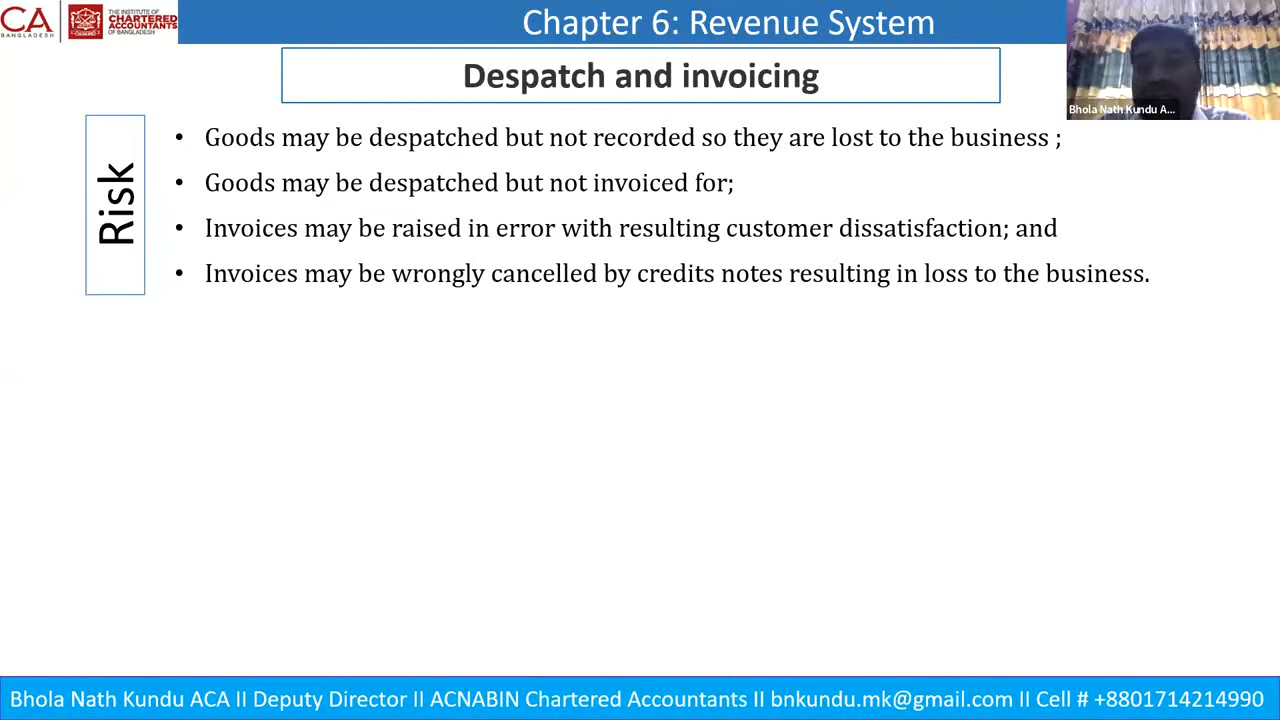 CA
BANGLADESH
THE INSTITUTE OF
CHARTERED
ACCOUNTANTS
OF BANGLADESH
Chapter 6: Revenue System
Despatch and invoicing
Bhola Nath Kundu A...
Risk
• Goods may be despatched but not recorded so they are lost to the business ;
• Goods may be despatched but not invoiced for;
• Invoices may be raised in error with resulting customer dissatisfaction; and
• Invoices may be wrongly cancelled by credits notes resulting in loss to the business.
Bhola Nath Kundu ACA II Deputy Director II ACNABIN Chartered Accountants II bnkundu.mk@gmail.com II Cell # +8801714214990